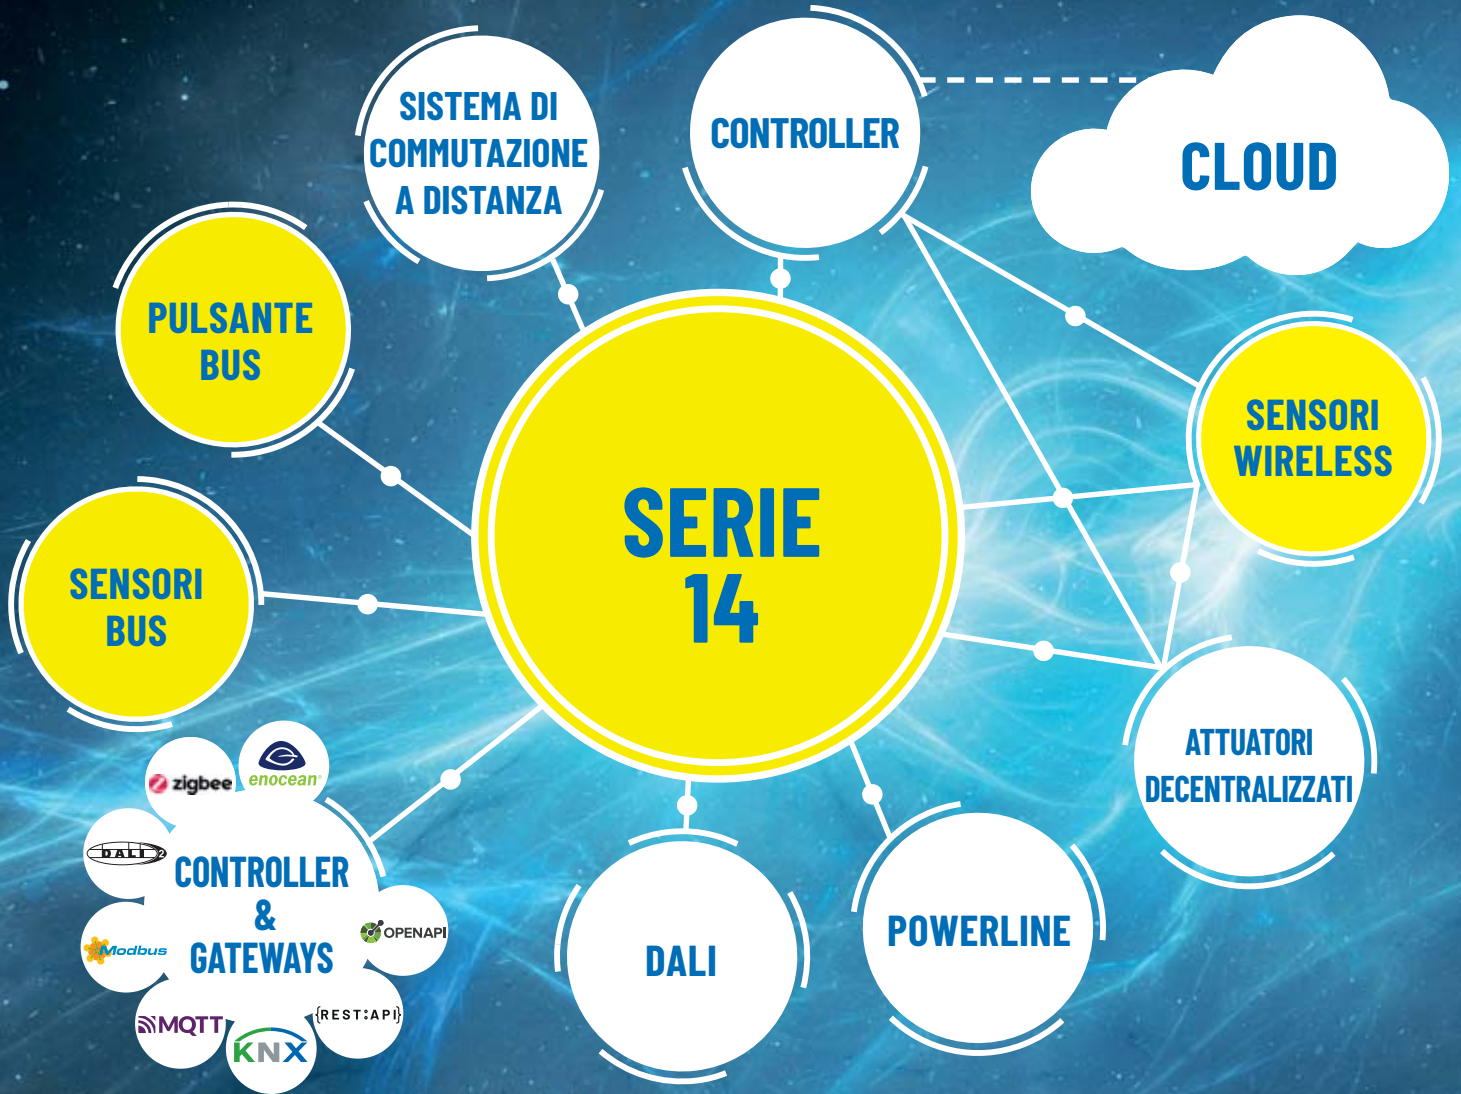 SISTEMA DI
COMMUTAZIONE
A DISTANZA
CONTROLLER
CLOUD
PULSANTE
BUS
SENSORI
WIRELESS
SERIE
14
SENSORI
BUS
ATTUATORI
DECENTRALIZZATI
zigbee
enocean®
DALI 2
CONTROLLER
&
GATEWAYS
OPENAPI
Modbus
MQTT
KNX
{REST:API}
DALI
POWERLINE